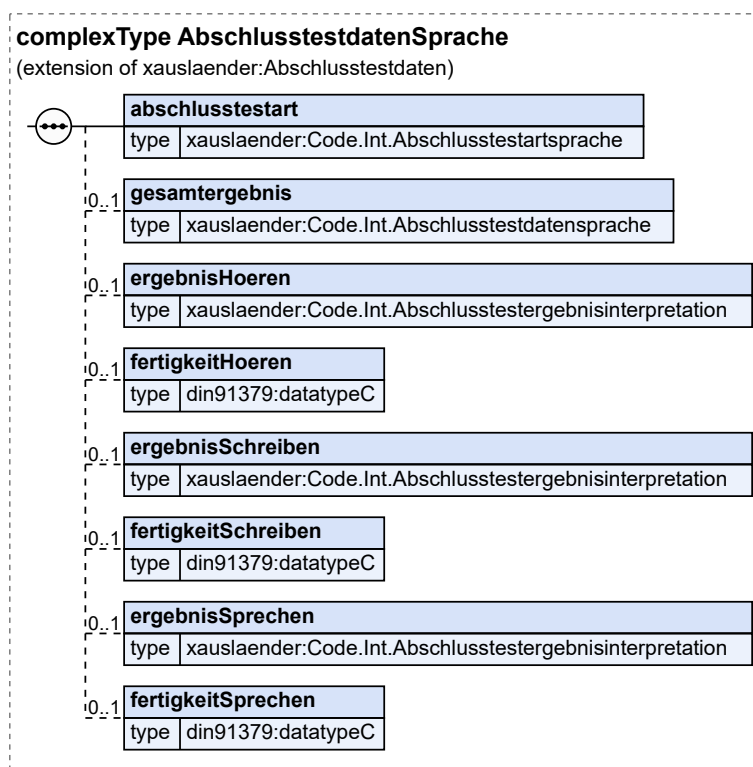 complexType AbschlusstestdatenSprache
(extension of xauslaender:Abschlusstestdaten)
abschlusstestart
type xauslaender:Code.Int.Abschlusstestartsprache
0..1 gesamtergebnis
type xauslaender:Code.Int.Abschlusstestdatensprache
0..1 ergebnisHoeren
type xauslaender:Code.Int.Abschlusstestergebnisinterpretation
0..1 fertigkeitHoeren
type din91379:datatypeC
0..1 ergebnisSchreiben
type xauslaender:Code.Int.Abschlusstestergebnisinterpretation
0..1 fertigkeitSchreiben
type din91379:datatypeC
0..1 ergebnisSprechen
type xauslaender:Code.Int.Abschlusstestergebnisinterpretation
0..1 fertigkeitSprechen
type din91379:datatypeC